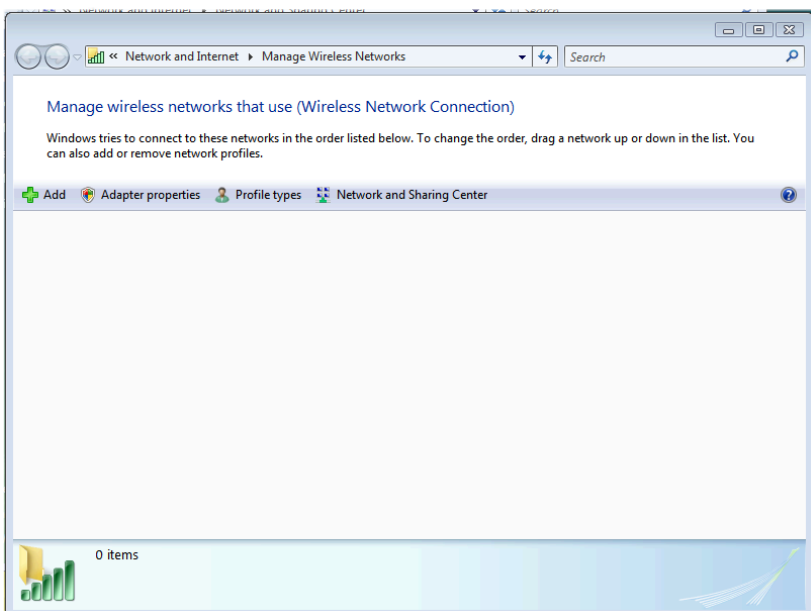 « Network and Internet ▸ Manage Wireless Networks
Search
Manage wireless networks that use (Wireless Network Connection)
Windows tries to connect to these networks in the order listed below. To change the order, drag a network up or down in the list. You
can also add or remove network profiles.
Add Adapter properties Profile types Network and Sharing Center
0 items